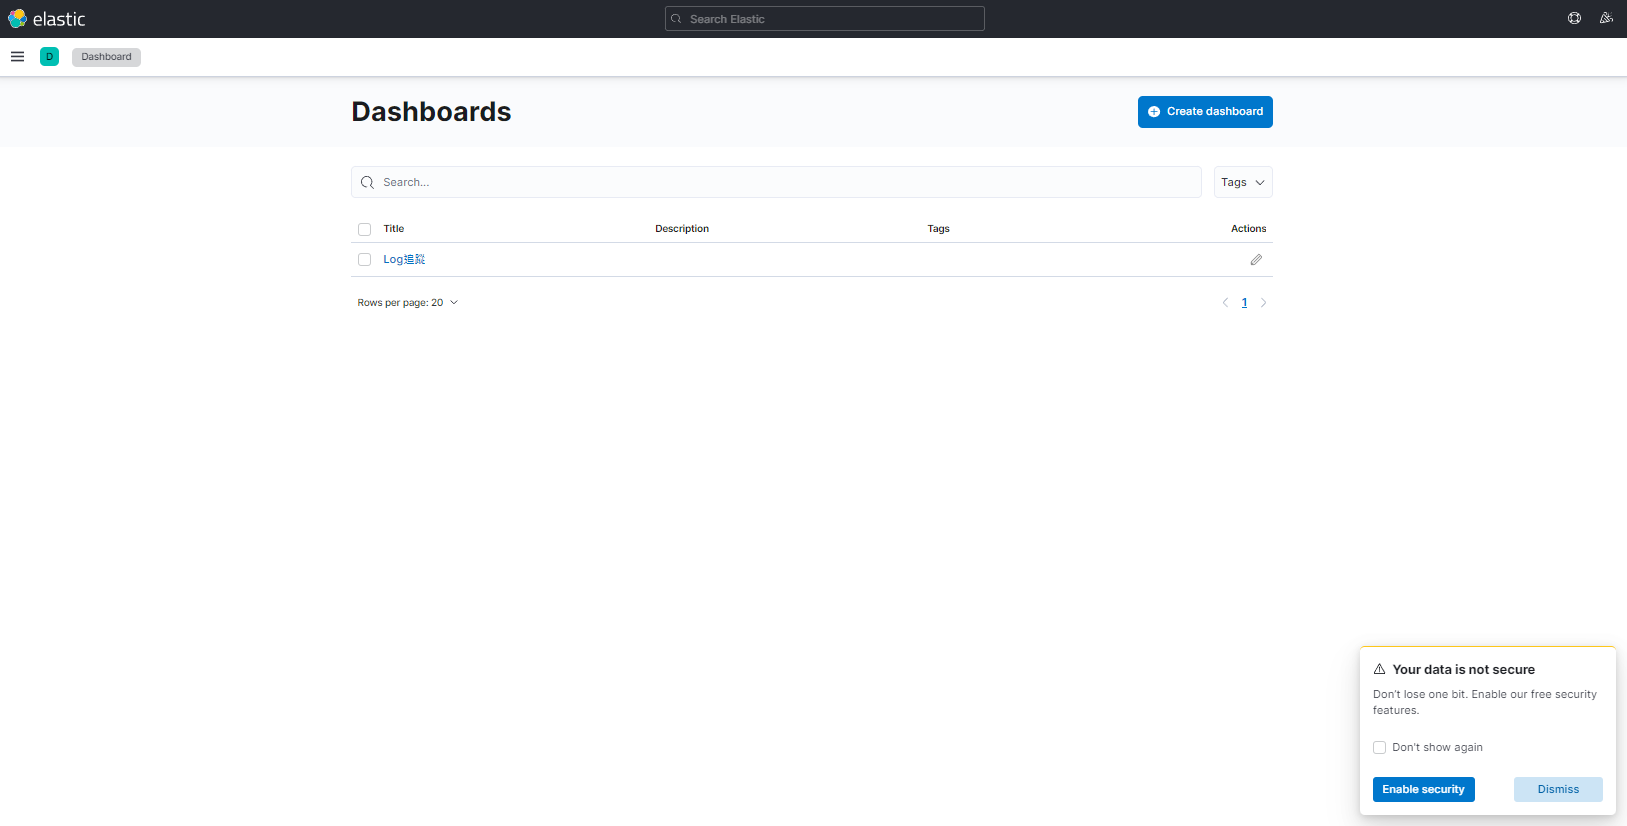 elastic
Search Elastic
D
Dashboard
Dashboards
Create dashboard
Search...
Tags
Title Description Tags Actions
Log追蹤
Rows per page: 20
1
Your data is not secure
Don't lose one bit. Enable our free security
features.
Don't show again
Enable security
Dismiss